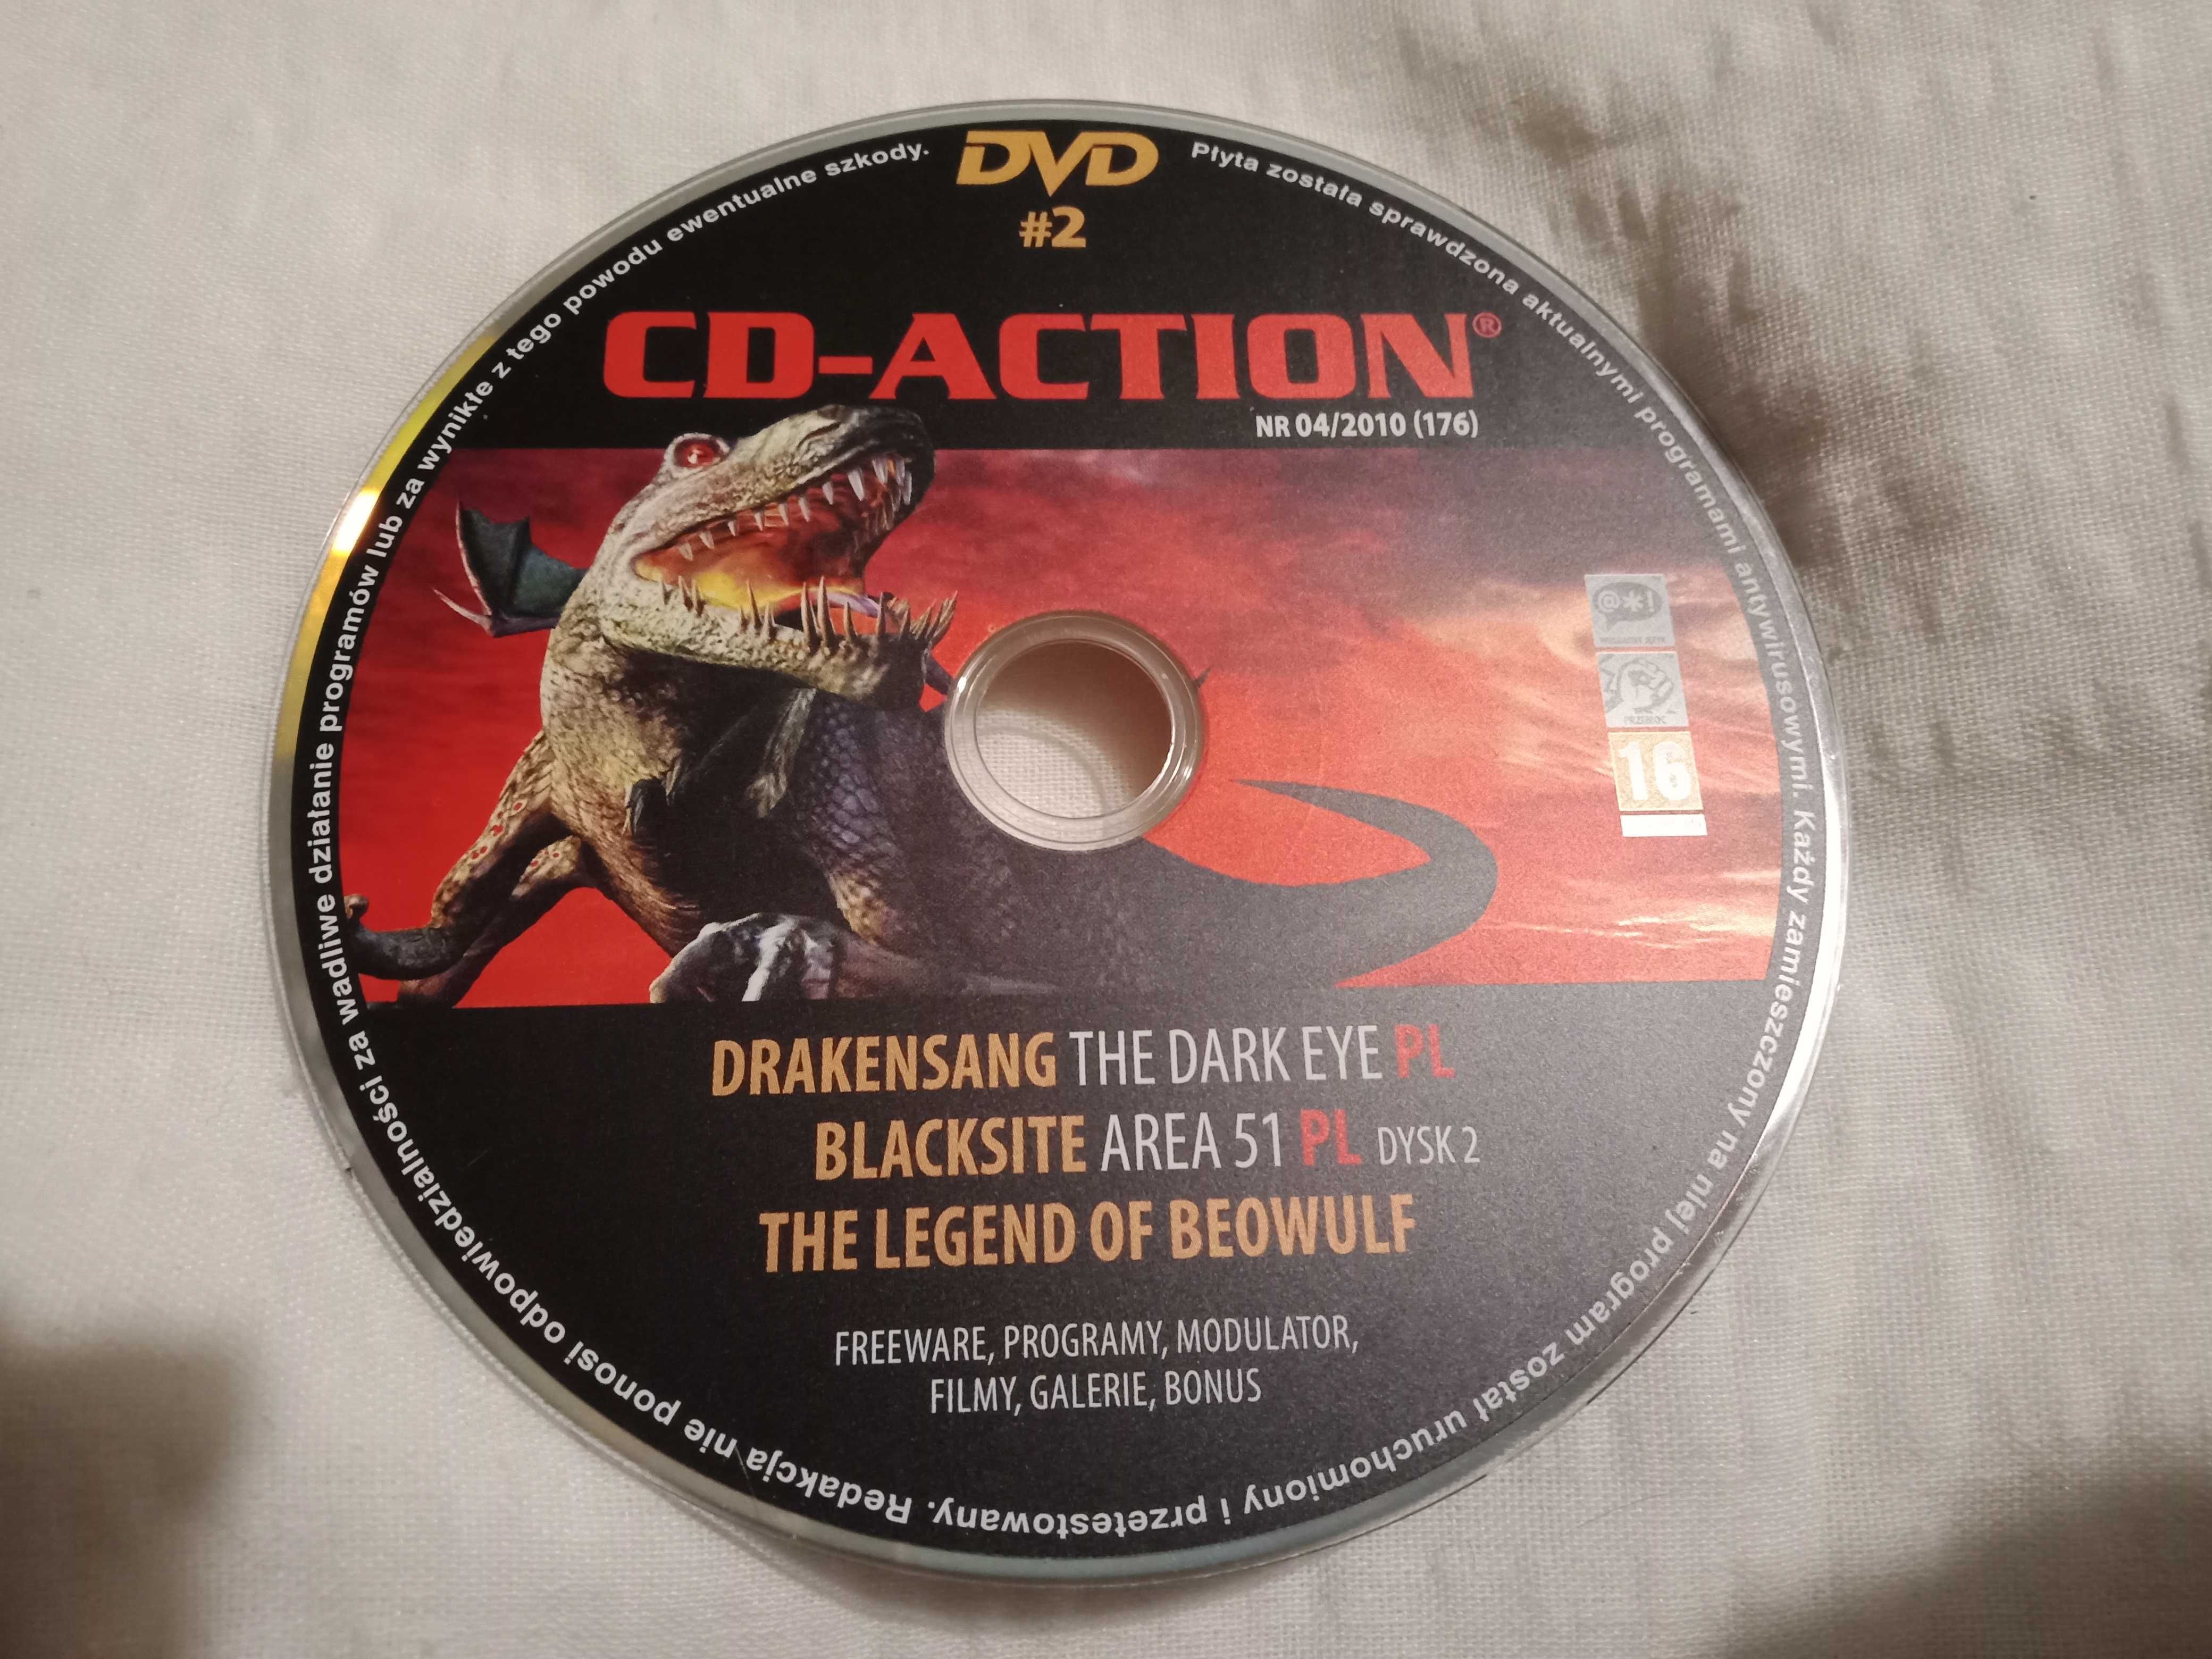 DVD
#2
CD-ACTION®
NR 04/2010 (176)
@*!
PRZEMOC
16
DRAKENSANG THE DARK EYE PL
BLACKSITE AREA 51 PL DYSK 2
THE LEGEND OF BEOWULF
FREEWARE, PROGRAMY, MODULATOR,
FILMY, GALERIE, BONUS
Płyta została sprawdzona aktualnymi programami antywirusowymi. Każdy zamieszczony na niej program został uruchomiony i przetestowany. Redakcja nie ponosi odpowiedzialności za wadliwe działanie programów lub za wynikłe z tego powodu ewentualne szkody.